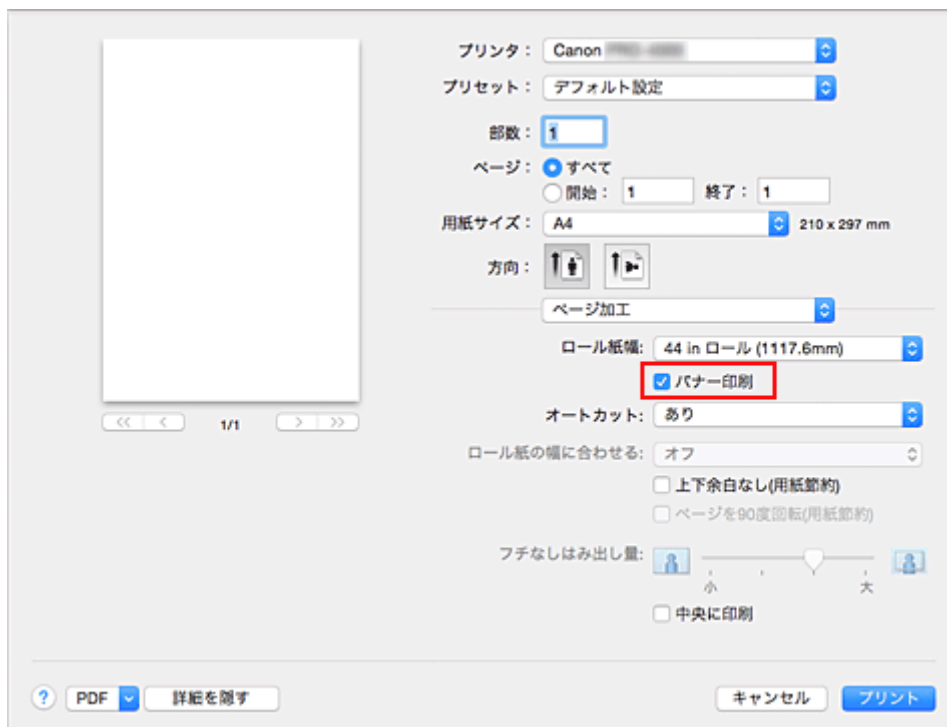 プリンタ： Canon
プリセット： デフォルト設定
部数： 1
ページ： すべて
開始： 1 終了： 1
用紙サイズ： A4 210 x 297 mm
方向：
ページ加工
ロール紙幅: 44 in ロール (1117.6mm)
バナー印刷
オートカット: あり
ロール紙の幅に合わせる: オフ
上下余白なし(用紙節約)
ページを90度回転(用紙節約)
フチなしはみ出し量:
小 大
中央に印刷
<< < 1/1 > >>
? PDF 詳細を隠す キャンセル プリント